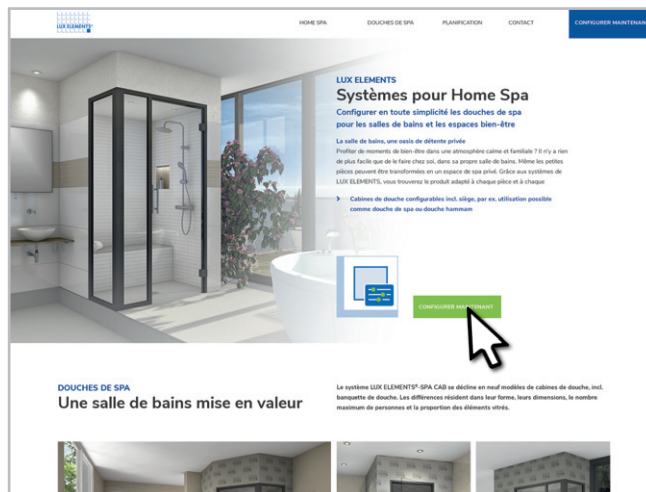 LUX ELEMENTS®
HOME SPA
DOUCHES DE SPA
PLANIFICATION
CONTACT
CONFIGURER MAINTENANT
LUX ELEMENTS
Systèmes pour Home Spa
Configurer en toute simplicité les douches de spa
pour les salles de bains et les espaces bien-être
La salle de bains, une oasis de détente privée
Profiter de moments de bien-être dans une atmosphère calme et familiale ? Il n'y a rien
de plus facile que de le faire chez soi, dans sa propre salle de bains. Même les petites
pièces peuvent être transformées en un espace de spa privé. Grâce aux systèmes de
LUX ELEMENTS, vous trouverez le produit adapté à chaque pièce et à chaque
Cabines de douche configurables incl. siège, par ex. utilisation possible
comme douche de spa ou douche hammam
CONFIGURER MAINTENANT
DOUCHES DE SPA
Une salle de bains mise en valeur
Le système LUX ELEMENTS®-SPA CAB se décline en neuf modèles de cabines de douche, incl.
banquette de douche. Les différences résident dans leur forme, leurs dimensions, le nombre
maximum de personnes et la proportion des éléments vitrés.